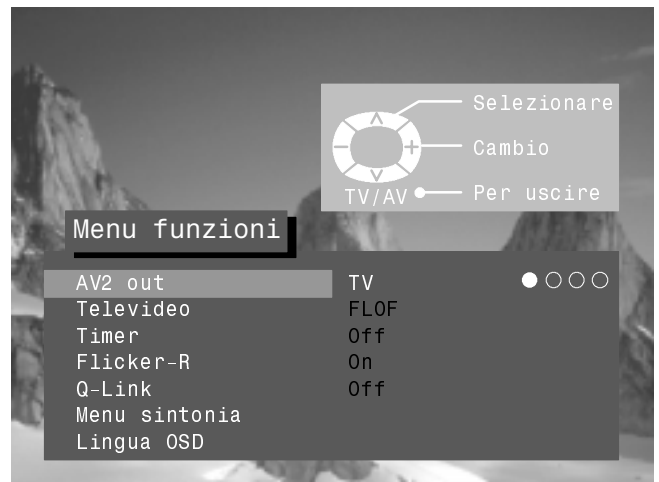 Selezionare
Cambio
TV/AV Per uscire
Menu funzioni
AV2 out TV
Televideo FLOF
Timer Off
Flicker-R On
Q-Link Off
Menu sintonia
Lingua OSD